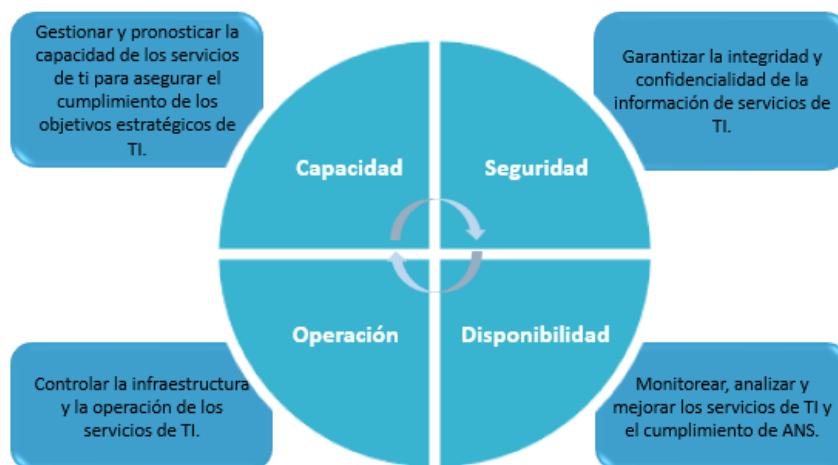 Gestionar y pronosticar la
capacidad de los servicios
de ti para asegurar el
cumplimiento de los
objetivos estratégicos de
TI.
Garantizar la integridad y
confidencialidad de la
información de servicios de
TI.
Capacidad
Seguridad
Operación
Disponibilidad
Controlar la infraestructura
y la operación de los
servicios de TI.
Monitorear, analizar y
mejorar los servicios de TI y
el cumplimiento de ANS.